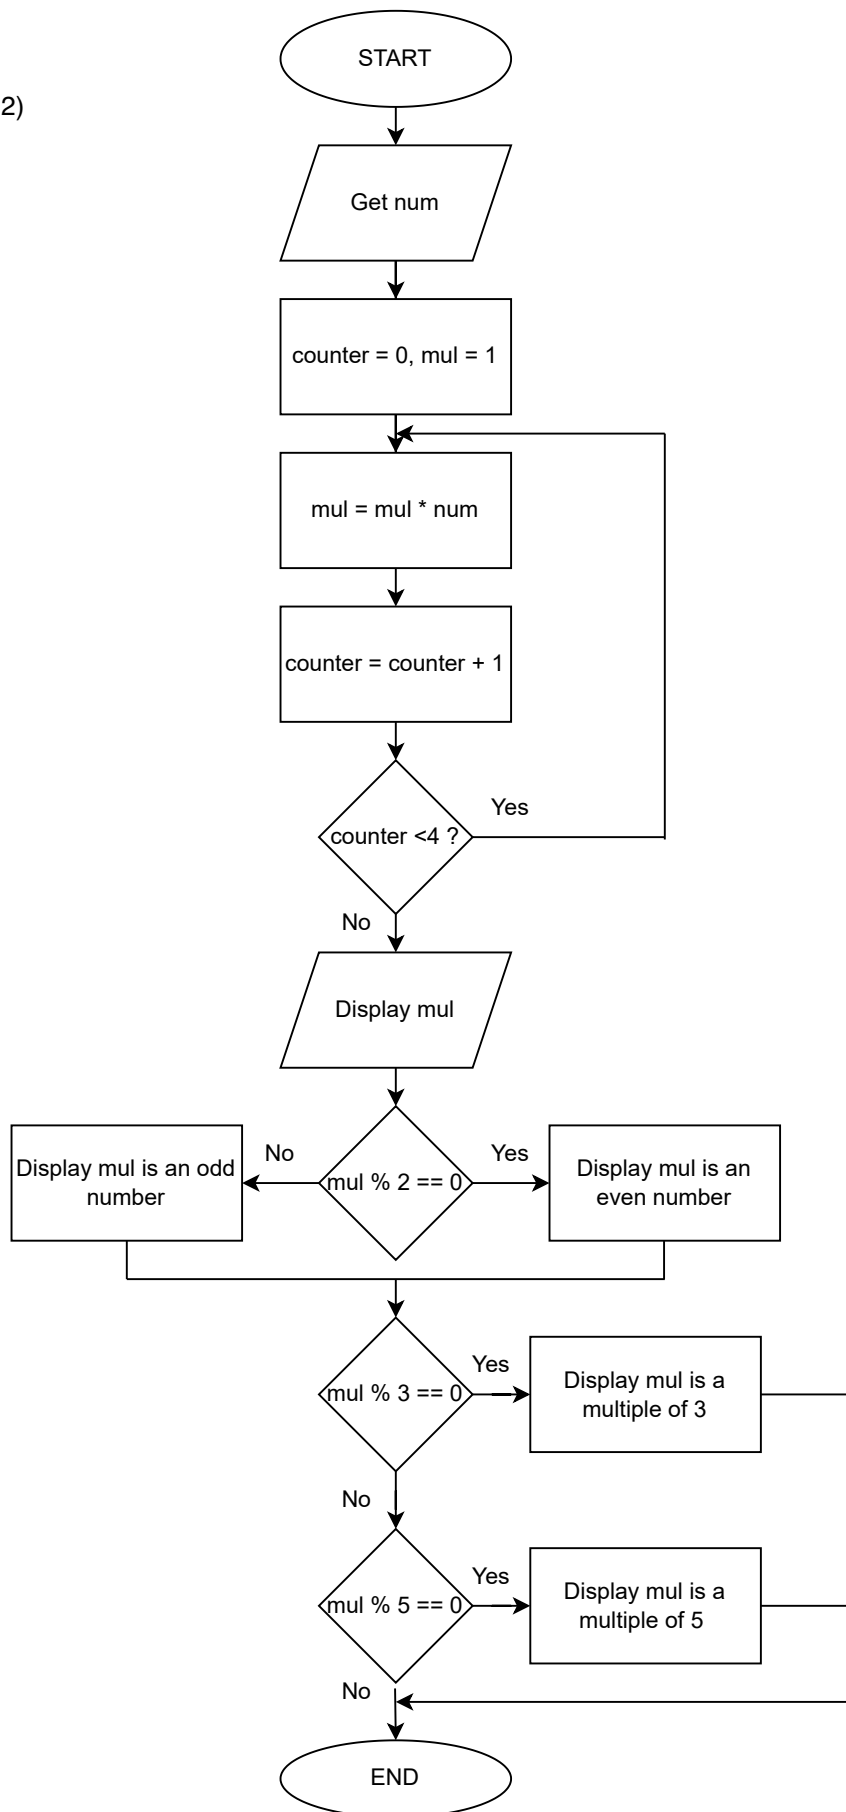 START
2)
Get num
counter = 0, mul = 1
mul = mul * num
counter = counter + 1
Yes
counter <4 ?
No
Display mul
No
Yes
Display mul is an odd
number
mul % 2 == 0
Display mul is an
even number
Yes
mul % 3 == 0
Display mul is a
multiple of 3
No
Yes
mul % 5 == 0
Display mul is a
multiple of 5
No
END